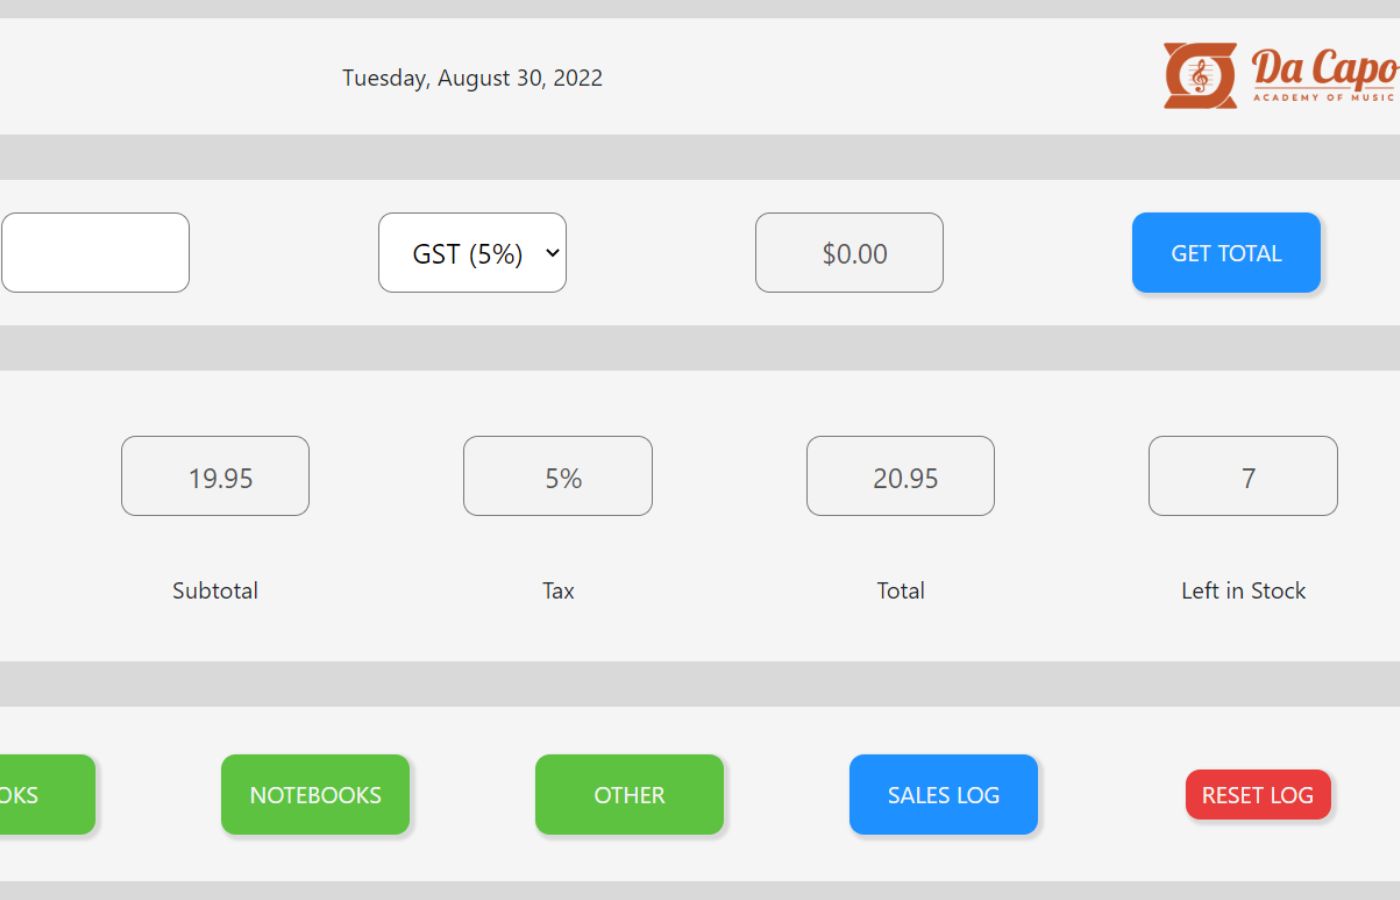 Tuesday, August 30, 2022
Da Capo
ACADEMY OF MUSIC
GST (5%)
$0.00
GET TOTAL
19.95
5%
20.95
7
Subtotal
Tax
Total
Left in Stock
OKS
NOTEBOOKS
OTHER
SALES LOG
RESET LOG